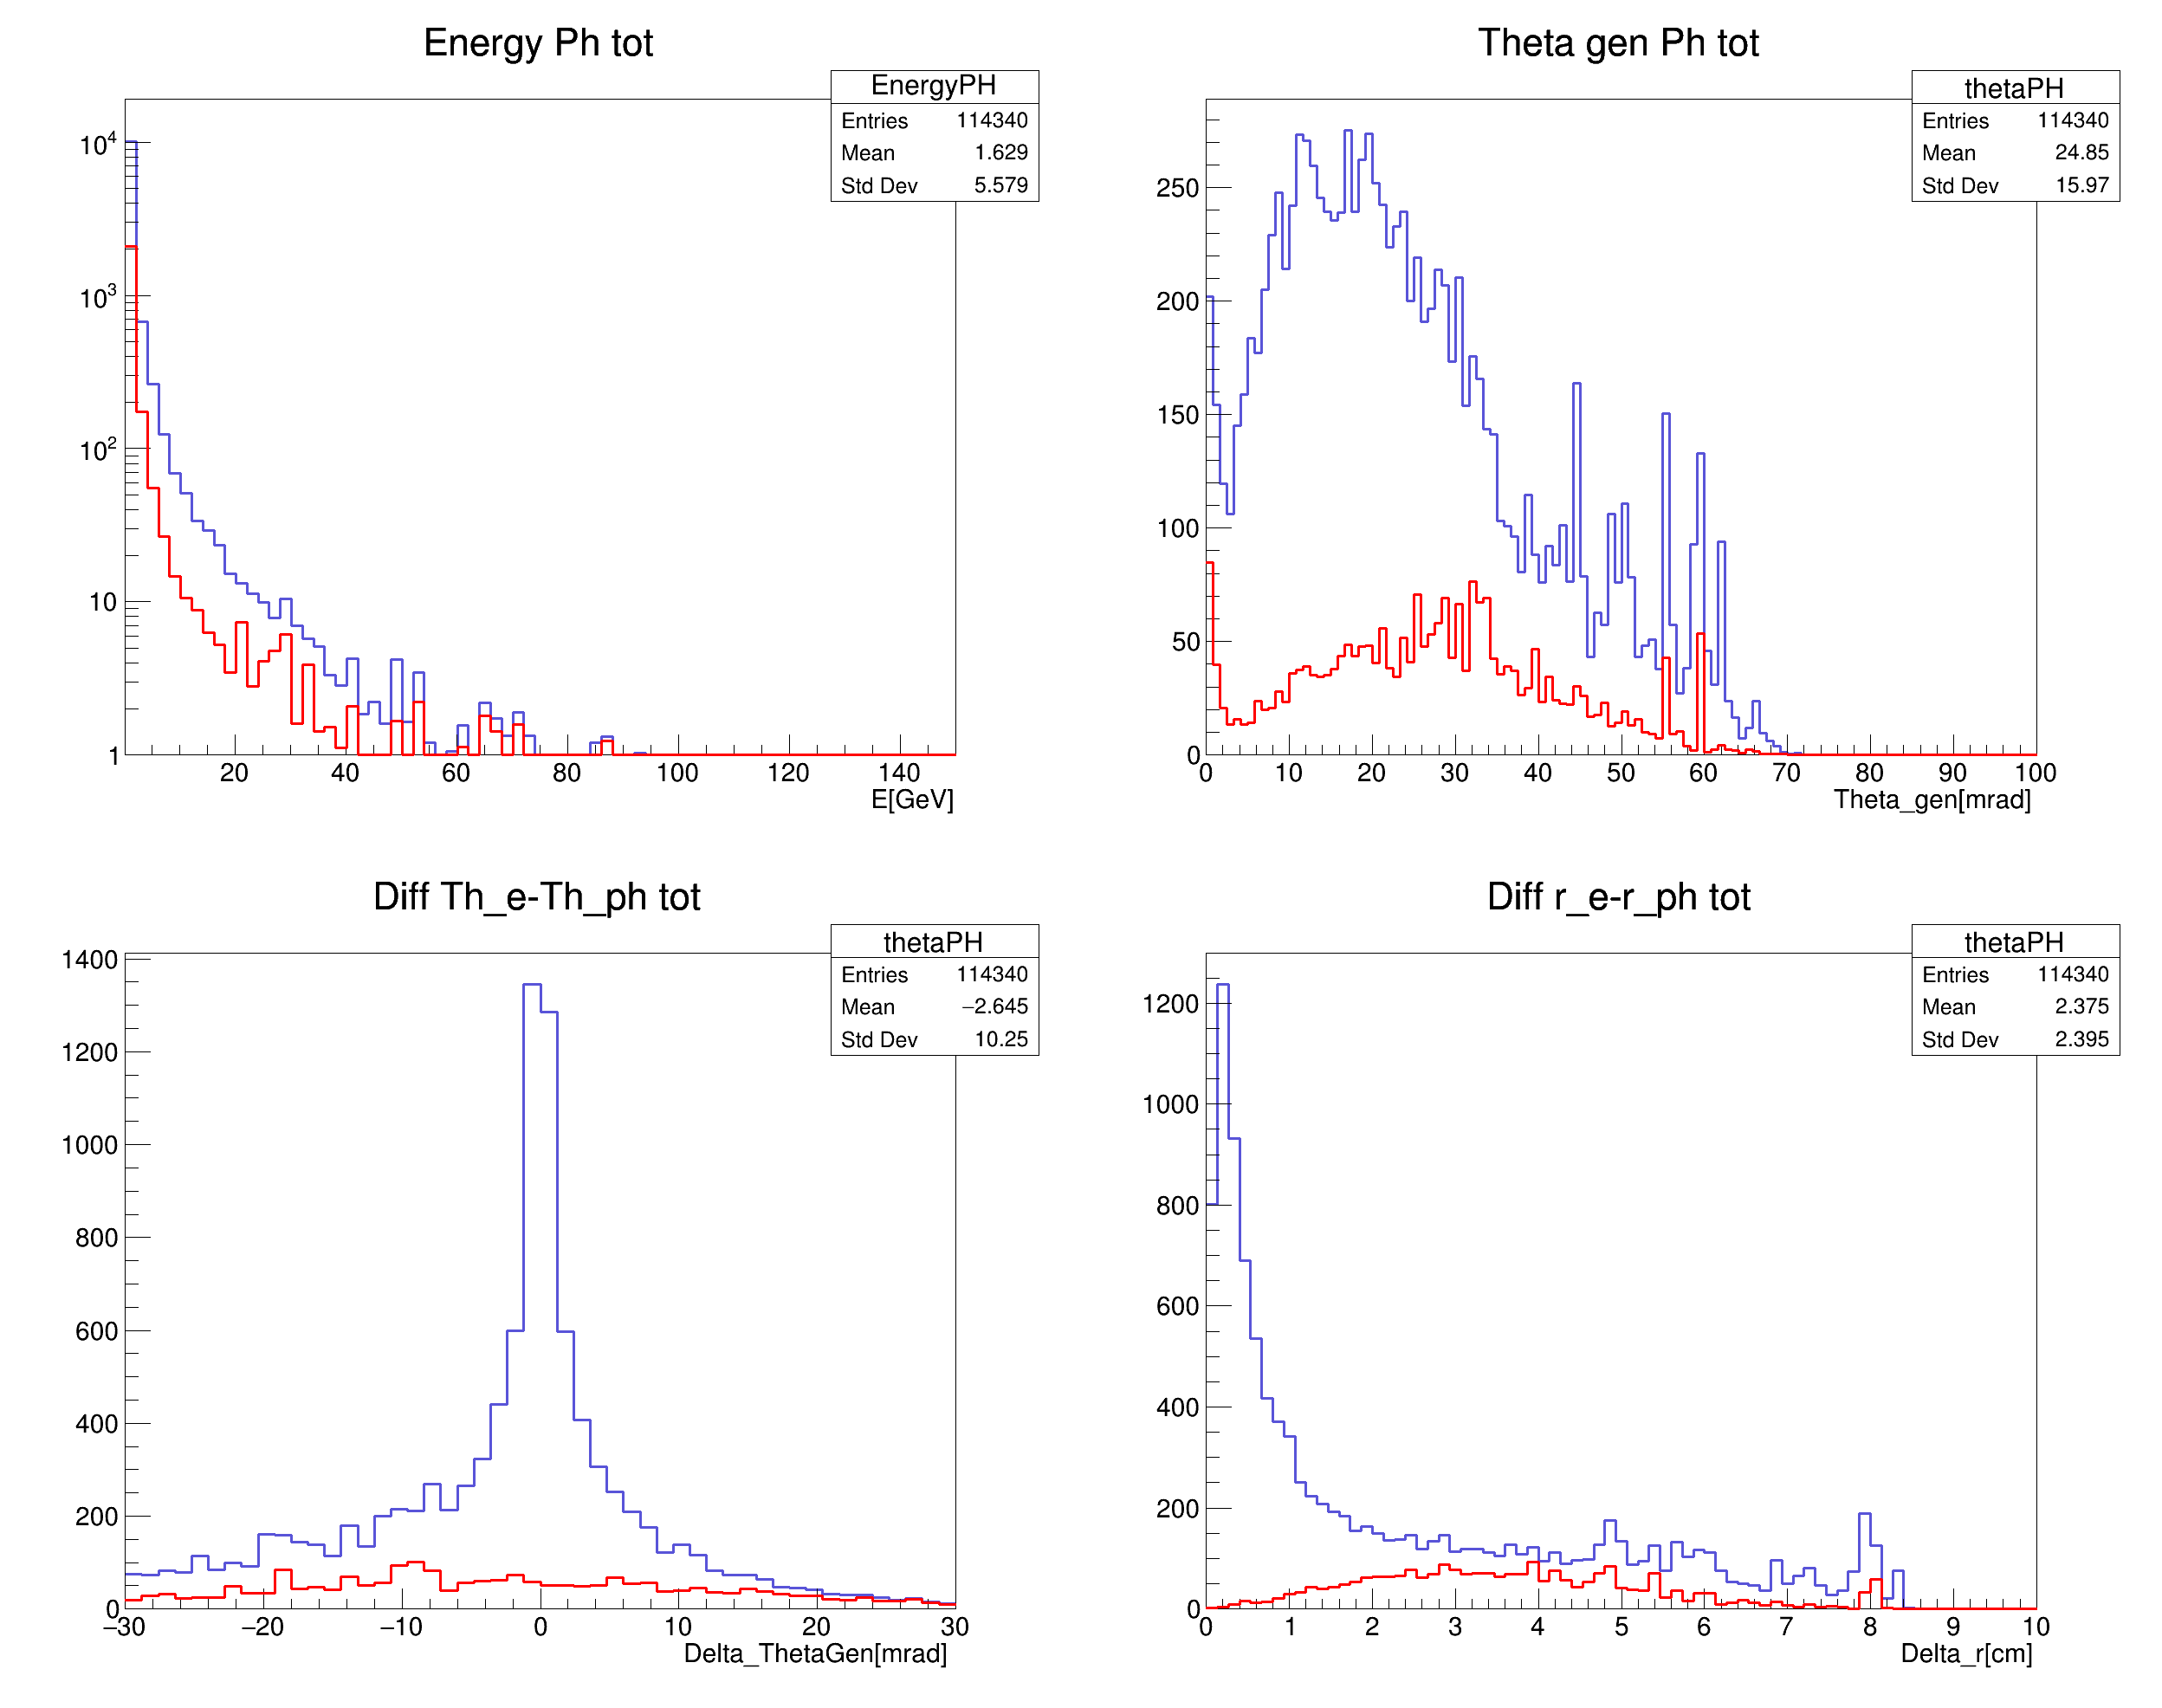 Energy Ph tot
EnergyPH
Entries 114340
Mean 1.629
Std Dev 5.579
10^4
10^3
10^2
10
1
20 40 60 80 100 120 140
E[GeV]
Theta gen Ph tot
thetaPH
Entries 114340
Mean 24.85
Std Dev 15.97
250
200
150
100
50
0
0 10 20 30 40 50 60 70 80 90 100
Theta_gen[mrad]
Diff Th_e-Th_ph tot
thetaPH
Entries 114340
Mean −2.645
Std Dev 10.25
1400
1200
1000
800
600
400
200
0
−30 −20 −10 0 10 20 30
Delta_ThetaGen[mrad]
Diff r_e-r_ph tot
thetaPH
Entries 114340
Mean 2.375
Std Dev 2.395
1200
1000
800
600
400
200
0
0 1 2 3 4 5 6 7 8 9 10
Delta_r[cm]